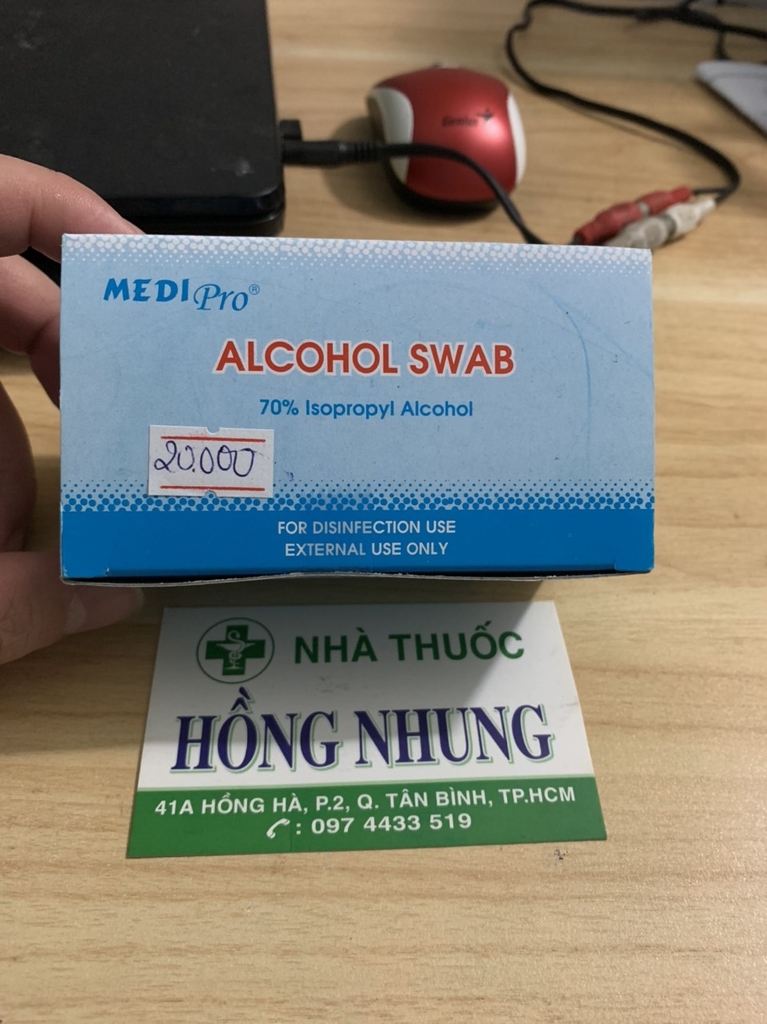 Genius
MEDI Pro®
ALCOHOL SWAB
70% Isopropyl Alcohol
20.000
FOR DISINFECTION USE
EXTERNAL USE ONLY
NHÀ THUỐC
HỒNG NHUNG
41A HỒNG HÀ, P.2, Q. TÂN BÌNH, TP.HCM
: 097 4433 519